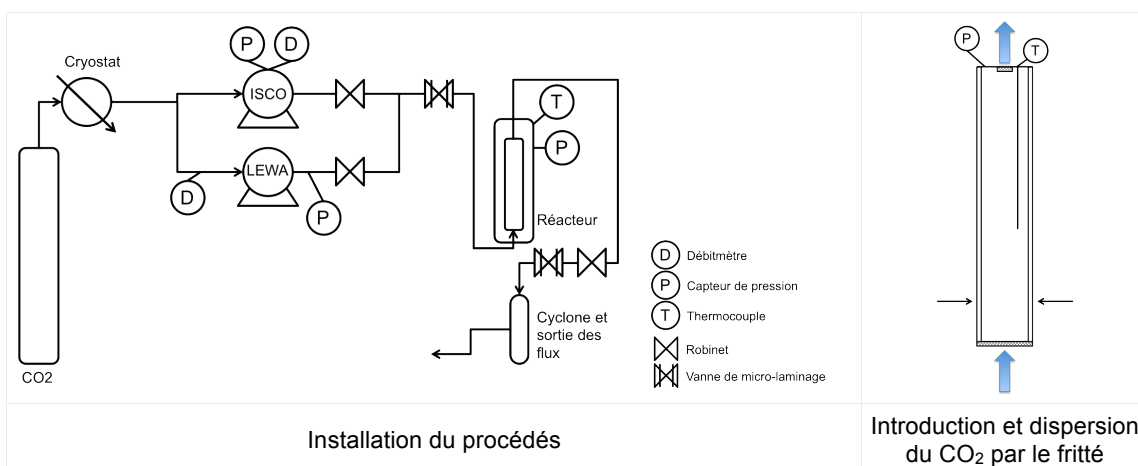 Cryostat
P
D
ISCO
LEWA
D
P
T
P
Réacteur
CO2
Cyclone et
sortie des
flux
D Débitmètre
P Capteur de pression
T Thermocouple
Robinet
Vanne de micro-laminage
P
T
Installation du procédés
Introduction et dispersion
du CO₂ par le fritté